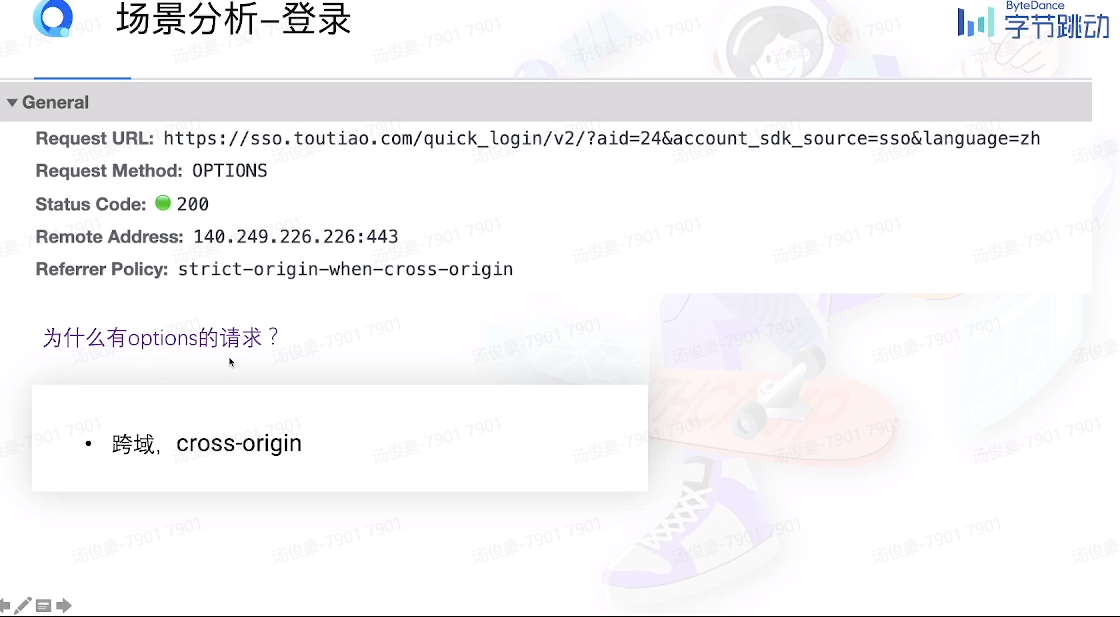 场景分析-登录
ByteDance
字节跳动
General
Request URL: https://sso.toutiao.com/quick_login/v2/?aid=24&account_sdk_source=sso&language=zh
Request Method: OPTIONS
Status Code: 200
Remote Address: 140.249.226.226:443
Referrer Policy: strict-origin-when-cross-origin
为什么有options的请求？
• 跨域，cross-origin
汤俊豪-7901 7901